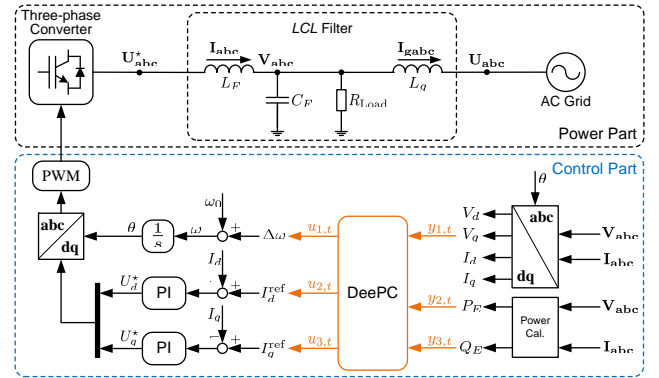 Three-phase
Converter
LCL Filter
U*abc
Iabc
Vabc
Igabc
Uabc
LF
Lg
CF
RLoad
AC Grid
Power Part
Control Part
PWM
θ
ω0
Vd
abc
θ
1/s
ω
+
Δω
u1,t
y1,t
Vq
Vabc
abc
dq
Id
Id
Iabc
Iq
dq
U*d
PI
-
+
Idref
u2,t
DeePC
y2,t
PE
Power
Cal.
Vabc
Iq
U*q
PI
-
+
Iqref
u3,t
y3,t
QE
Iabc